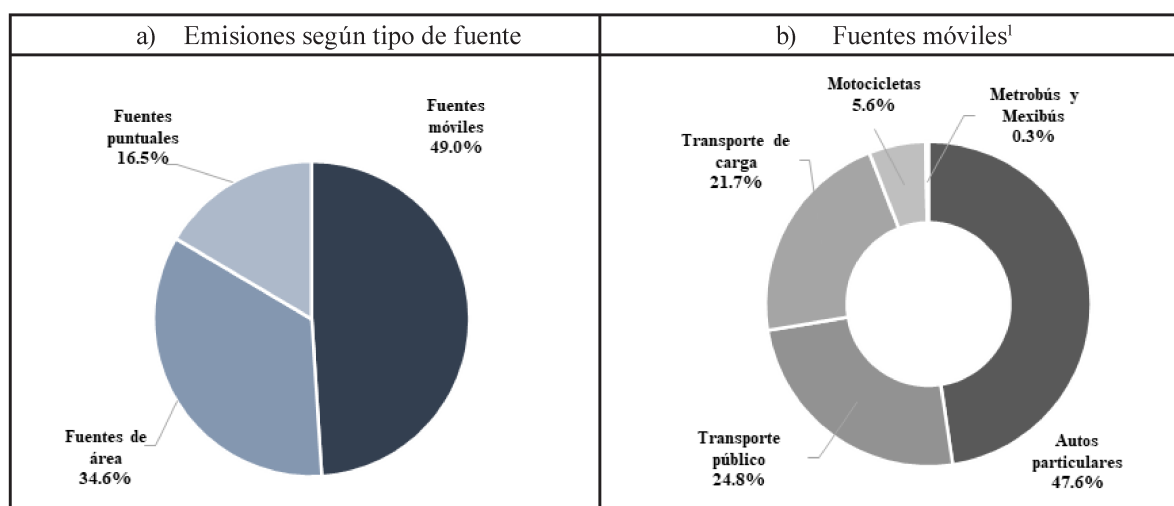 a) Emisiones según tipo de fuente
Fuentes
móviles
49.0%
Fuentes
puntuales
16.5%
Fuentes de
área
34.6%
b) Fuentes móviles¹
Motocicletas
5.6%
Metrobús y
Mexibús
0.3%
Transporte de
carga
21.7%
Transporte
público
24.8%
Autos
particulares
47.6%